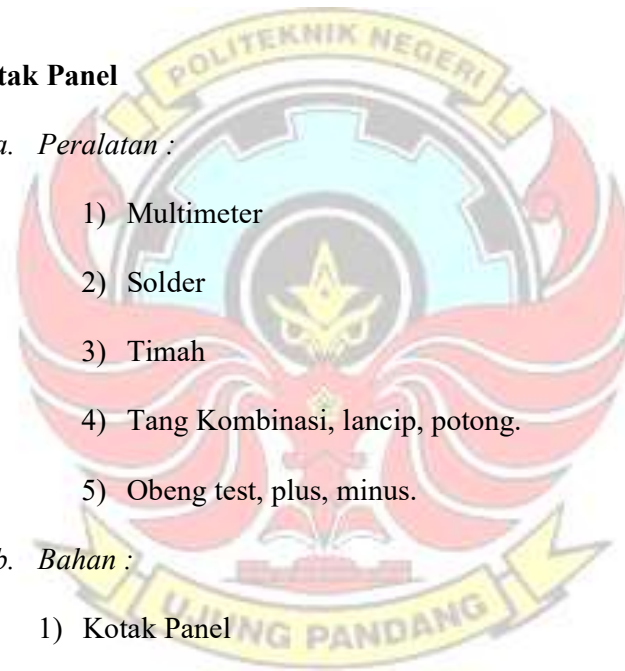 POLITEKNIK NEGERI
tak Panel
a. Peralatan :
1) Multimeter
2) Solder
3) Timah
4) Tang Kombinasi, lancip, potong.
5) Obeng test, plus, minus.
b. Bahan :
1) Kotak Panel
UJUNG PANDANG